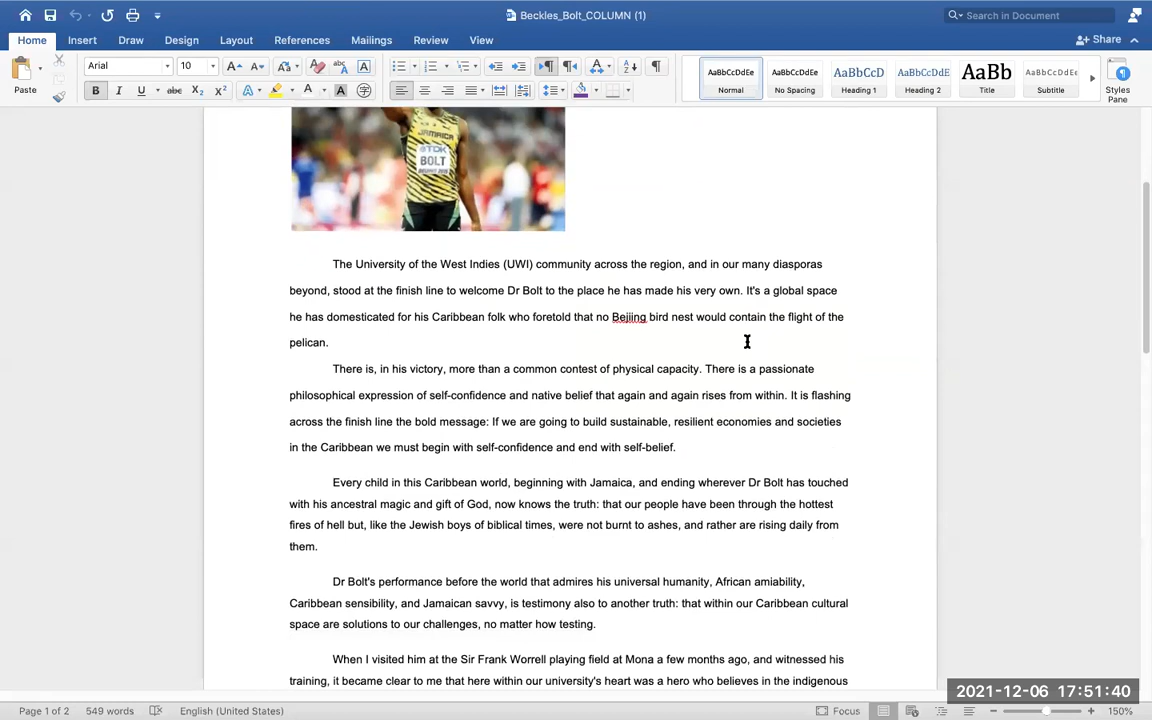 Beckles_Bolt_COLUMN (1)
Search in Document
Home Insert Draw Design Layout References Mailings Review View
Share
Paste
Arial 10
AaBbCcDdEe AaBbCcDdEe AaBbCcD AaBbCcDdE AaBb AaBbCcDdEe
Normal No Spacing Heading 1 Heading 2 Title Subtitle
Styles
Pane
JAMAICA
TDK
BOLT
The University of the West Indies (UWI) community across the region, and in our many diasporas
beyond, stood at the finish line to welcome Dr Bolt to the place he has made his very own. It's a global space
he has domesticated for his Caribbean folk who foretold that no Bejiing bird nest would contain the flight of the
pelican.
There is, in his victory, more than a common contest of physical capacity. There is a passionate
philosophical expression of self-confidence and native belief that again and again rises from within. It is flashing
across the finish line the bold message: If we are going to build sustainable, resilient economies and societies
in the Caribbean we must begin with self-confidence and end with self-belief.
Every child in this Caribbean world, beginning with Jamaica, and ending wherever Dr Bolt has touched
with his ancestral magic and gift of God, now knows the truth: that our people have been through the hottest
fires of hell but, like the Jewish boys of biblical times, were not burnt to ashes, and rather are rising daily from
them.
Dr Bolt's performance before the world that admires his universal humanity, African amiability,
Caribbean sensibility, and Jamaican savvy, is testimony also to another truth: that within our Caribbean cultural
space are solutions to our challenges, no matter how testing.
When I visited him at the Sir Frank Worrell playing field at Mona a few months ago, and witnessed his
training, it became clear to me that here within our university's heart was a hero who believes in the indigenous
2021-12-06 17:51:40
Page 1 of 2 549 words English (United States) Focus 150%